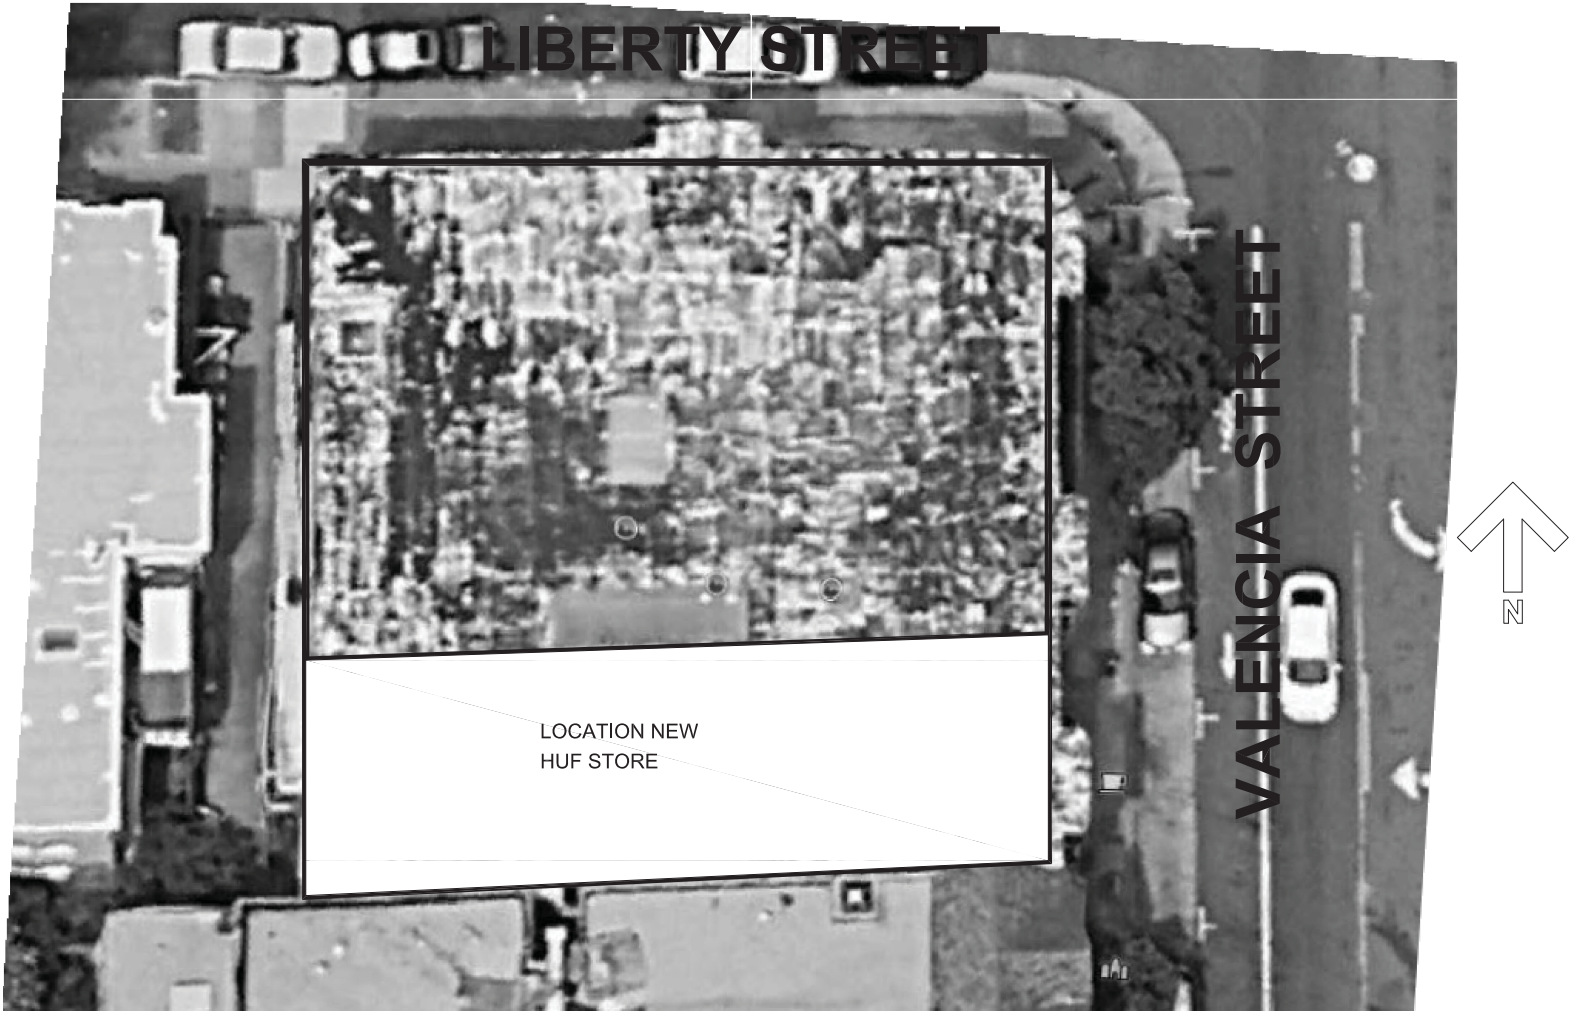 LIBERTY STREET
VALENCIA STREET
LOCATION NEW
HUF STORE
N